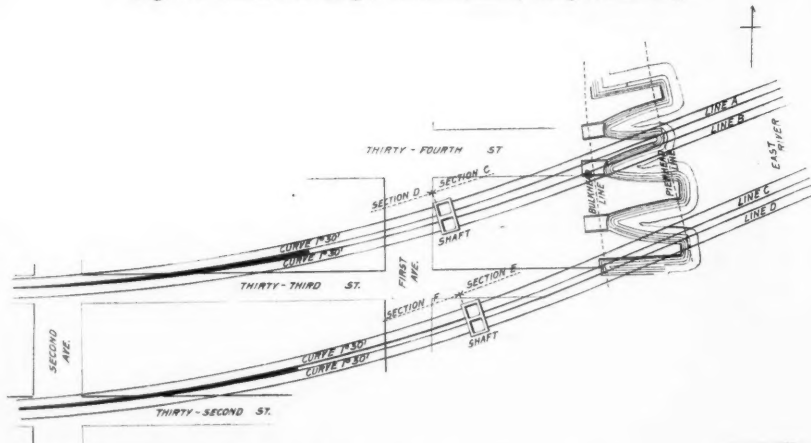 LINE A
LINE B
THIRTY-FOURTH ST
BULKHEAD LINE
PIERHEAD LINE
EAST RIVER
SECTION D
SECTION C
LINE C
LINE D
SHAFT
CURVE 1°30'
CURVE 1°30'
FIRST AVE.
THIRTY-THIRD ST.
SECTION F
SECTION E
SHAFT
SECOND AVE.
CURVE 1°30'
CURVE 1°30'
THIRTY-SECOND ST.